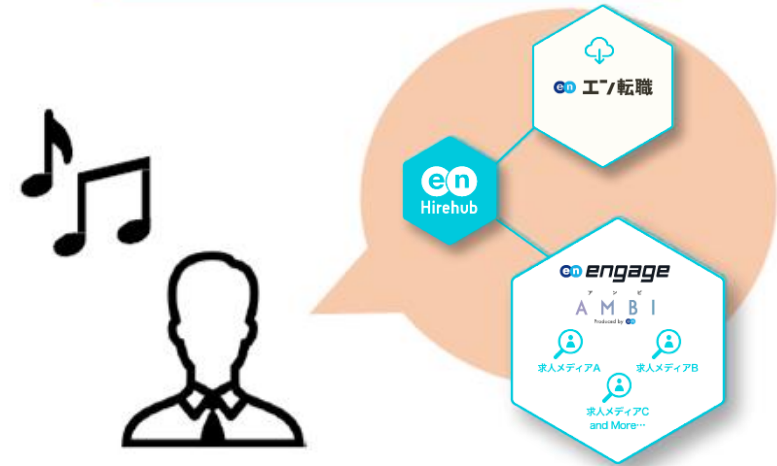 en エン転職
en
Hirehub
en engage
アンビ
AMBI
Produced by en
求人メディアA
求人メディアB
求人メディアC
and More…